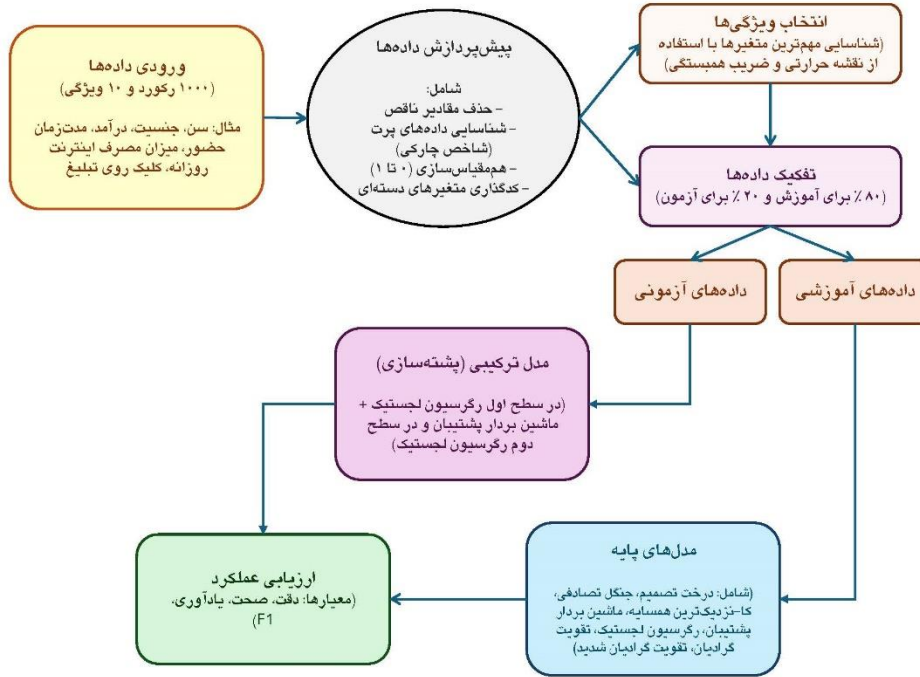 ورودی داده‌ها
(۱۰۰۰ رکورد و ۱۰ ویژگی)
مثال: سن، جنسیت، درآمد، مدت‌زمان
حضور، میزان مصرف اینترنت
روزانه، کلیک روی تبلیغ
پیش‌پردازش داده‌ها
شامل:
- حذف مقادیر ناقص
- شناسایی داده‌های پرت
(شاخص چارکی)
- هم‌مقیاس‌سازی (۰ تا ۱)
- کدگذاری متغیرهای دسته‌ای
انتخاب ویژگی‌ها
(شناسایی مهم‌ترین متغیرها با استفاده
از نقشه حرارتی و ضریب همبستگی)
تفکیک داده‌ها
(۸۰ ٪ برای آموزش و ۲۰ ٪ برای آزمون)
داده‌های آموزشی
داده‌های آزمونی
مدل ترکیبی (پشته‌سازی)
(در سطح اول رگرسیون لجستیک +
ماشین بردار پشتیبان و در سطح
دوم رگرسیون لجستیک)
مدل‌های پایه
(شامل: درخت تصمیم، جنگل تصادفی،
کا-نزدیک‌ترین همسایه، ماشین بردار
پشتیبان، رگرسیون لجستیک، تقویت
گرادیان، تقویت گرادیان شدید)
ارزیابی عملکرد
(معیارها: دقت، صحت، یادآوری،
F1)